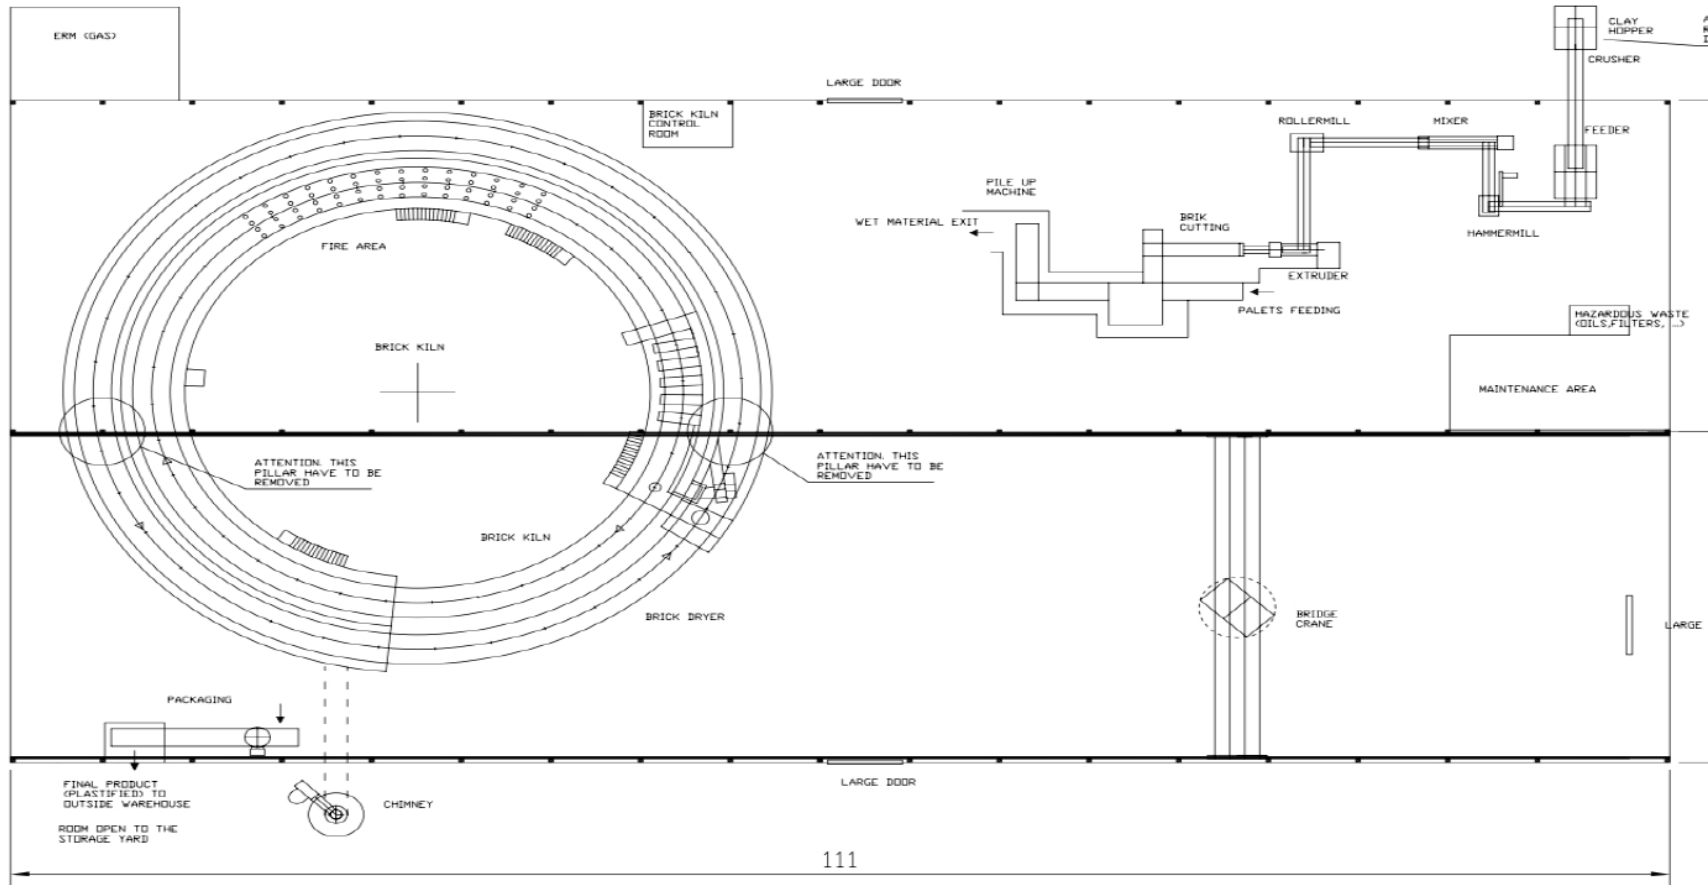 ERM (GAS)
CLAY
HOPPER
CRUSHER
LARGE DOOR
BRICK KILN
CONTROL
ROOM
ROLLERMILL
MIXER
FEEDER
PILE UP
MACHINE
WET MATERIAL EXIT
BRIK
CUTTING
HAMMERMILL
FIRE AREA
EXTRUDER
PALETS FEEDING
HAZARDOUS WASTE
(OILS,FILTERS, ...)
BRICK KILN
MAINTENANCE AREA
ATTENTION. THIS
PILLAR HAVE TO BE
REMOVED
ATTENTION. THIS
PILLAR HAVE TO BE
REMOVED
BRICK KILN
BRICK DRYER
BRIDGE
CRANE
LARGE
PACKAGING
FINAL PRODUCT
(PLASTIFIED) TO
OUTSIDE WAREHOUSE
ROOM OPEN TO THE
STORAGE YARD
CHIMNEY
LARGE DOOR
111